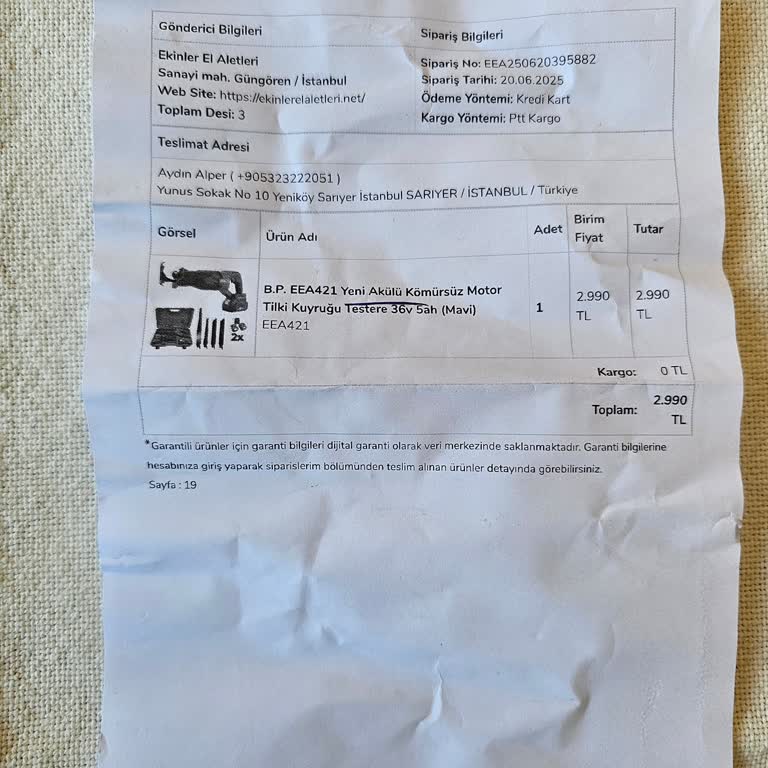 Gönderici Bilgileri
Ekinler El Aletleri
Sanayi mah. Güngören / İstanbul
Web Site: https://ekinlerelaletleri.net/
Toplam Desi: 3
Sipariş Bilgileri
Sipariş No: EEA250620395882
Sipariş Tarihi: 20.06.2025
Ödeme Yöntemi: Kredi Kart
Kargo Yöntemi: Ptt Kargo
Teslimat Adresi
Aydın Alper ( +905323222051 )
Yunus Sokak No 10 Yeniköy Sarıyer İstanbul SARIYER / İSTANBUL / Türkiye
Görsel
Ürün Adı
Adet
Birim
Fiyat
Tutar
2x
B.P. EEA421 Yeni Akülü Kömürsüz Motor
Tilki Kuyruğu Testere 36v 5ah (Mavi)
EEA421
1
2.990
TL
2.990
TL
Kargo: 0 TL
Toplam: 2.990
TL
*Garantili ürünler için garanti bilgileri dijital garanti olarak veri merkezinde saklanmaktadır. Garanti bilgilerine
hesabınıza giriş yaparak siparişlerim bölümünden teslim alınan ürünler detayında görebilirsiniz.
Sayfa : 19